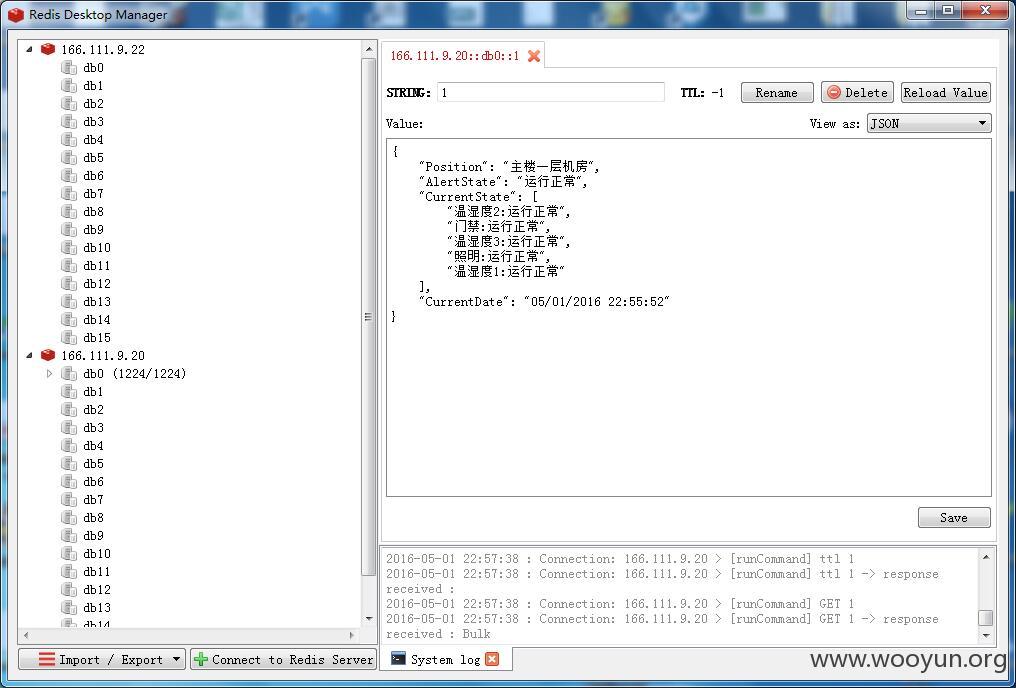 Redis Desktop Manager
166.111.9.22
db0
db1
db2
db3
db4
db5
db6
db7
db8
db9
db10
db11
db12
db13
db14
db15
166.111.9.20
db0 (1224/1224)
db1
db2
db3
db4
db5
db6
db7
db8
db9
db10
db11
db12
db13
db14
Import / Export
Connect to Redis Server
166.111.9.20::db0::1
STRING: 1 TTL: -1 Rename Delete Reload Value
Value: View as: JSON
{
"Position": "主楼一层机房",
"AlertState": "运行正常",
"CurrentState": [
"温湿度2:运行正常",
"门禁:运行正常",
"温湿度3:运行正常",
"照明:运行正常",
"温湿度1:运行正常"
],
"CurrentDate": "05/01/2016 22:55:52"
}
Save
2016-05-01 22:57:38 : Connection: 166.111.9.20 > [runCommand] ttl 1
2016-05-01 22:57:38 : Connection: 166.111.9.20 > [runCommand] ttl 1 -> response
received :
2016-05-01 22:57:38 : Connection: 166.111.9.20 > [runCommand] GET 1
2016-05-01 22:57:38 : Connection: 166.111.9.20 > [runCommand] GET 1 -> response
received : Bulk
System log
www.wooyun.org